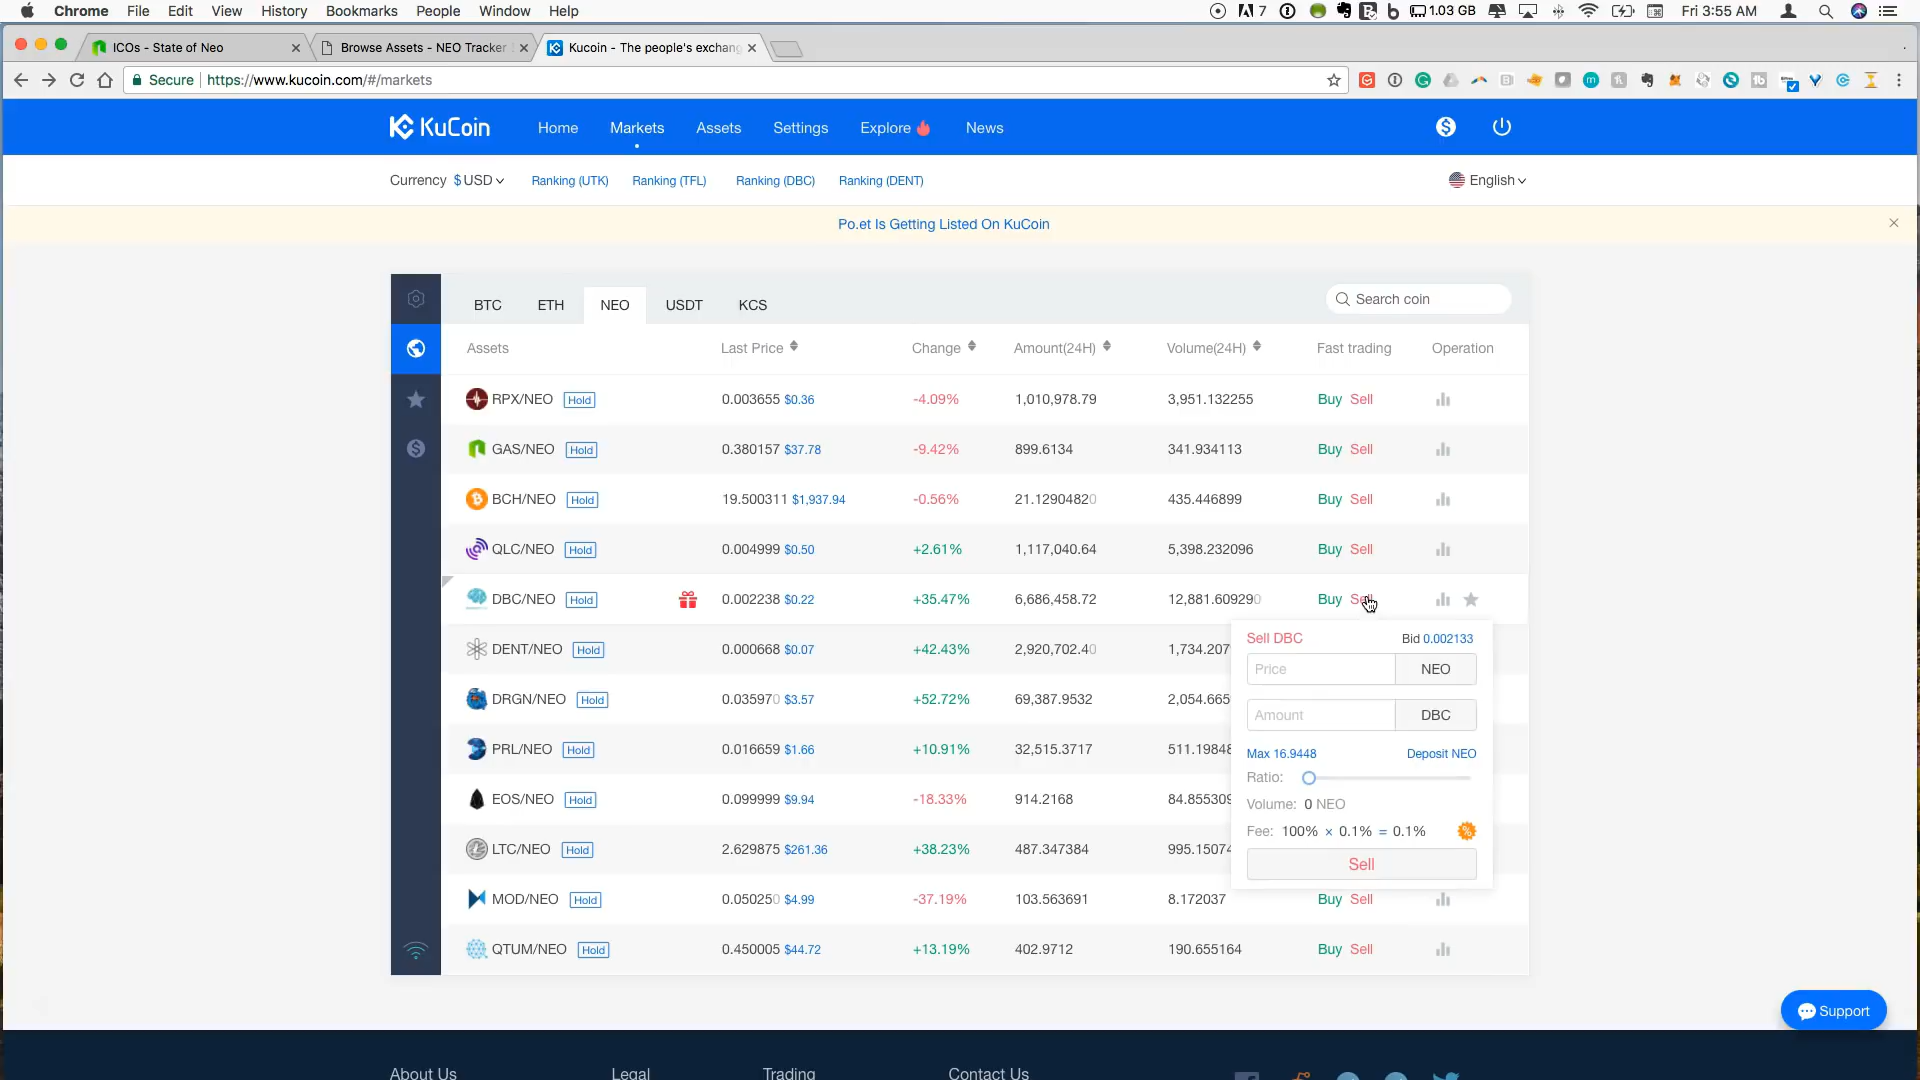 Chrome File Edit View History Bookmarks People Window Help 7 1.03 GB Fri 3:55 AM
ICOs - State of Neo Browse Assets - NEO Tracker Kucoin - The people's exchang
Secure https://www.kucoin.com/#/markets
KuCoin Home Markets Assets Settings Explore News
Currency $ USD Ranking (UTK) Ranking (TFL) Ranking (DBC) Ranking (DENT) English
Po.et Is Getting Listed On KuCoin
BTC ETH NEO USDT KCS Search coin
Assets Last Price Change Amount(24H) Volume(24H) Fast trading Operation
RPX/NEO Hold 0.003655 $0.36 -4.09% 1,010,978.79 3,951.132255 Buy Sell
GAS/NEO Hold 0.380157 $37.78 -9.42% 899.6134 341.934113 Buy Sell
BCH/NEO Hold 19.500311 $1,937.94 -0.56% 21.12904820 435.446899 Buy Sell
QLC/NEO Hold 0.004999 $0.50 +2.61% 1,117,040.64 5,398.232096 Buy Sell
DBC/NEO Hold 0.002238 $0.22 +35.47% 6,686,458.72 12,881.609290 Buy Sell
DENT/NEO Hold 0.000668 $0.07 +42.43% 2,920,702.40 1,734.207
DRGN/NEO Hold 0.035970 $3.57 +52.72% 69,387.9532 2,054.665
PRL/NEO Hold 0.016659 $1.66 +10.91% 32,515.3717 511.19848
EOS/NEO Hold 0.099999 $9.94 -18.33% 914.2168 84.855309
LTC/NEO Hold 2.629875 $261.36 +38.23% 487.347384 995.15074
MOD/NEO Hold 0.050250 $4.99 -37.19% 103.563691 8.172037 Buy Sell
QTUM/NEO Hold 0.450005 $44.72 +13.19% 402.9712 190.655164 Buy Sell
Sell DBC Bid 0.002133
Price NEO
Amount DBC
Max 16.9448 Deposit NEO
Ratio:
Volume: 0 NEO
Fee: 100% × 0.1% = 0.1%
Sell
Support
About Us Legal Trading Contact Us